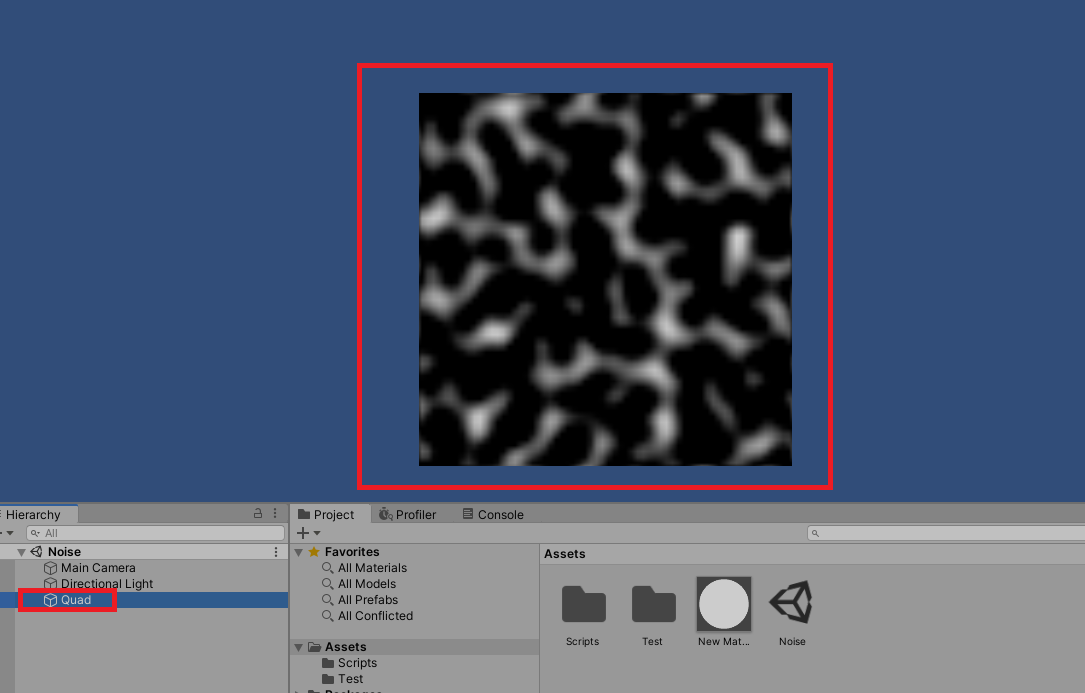 Hierarchy
Project
Profiler
Console
All
Noise
Main Camera
Directional Light
Quad
Favorites
All Materials
All Models
All Prefabs
All Conflicted
Assets
Scripts
Test
Assets
Scripts
Test
New Mat...
Noise